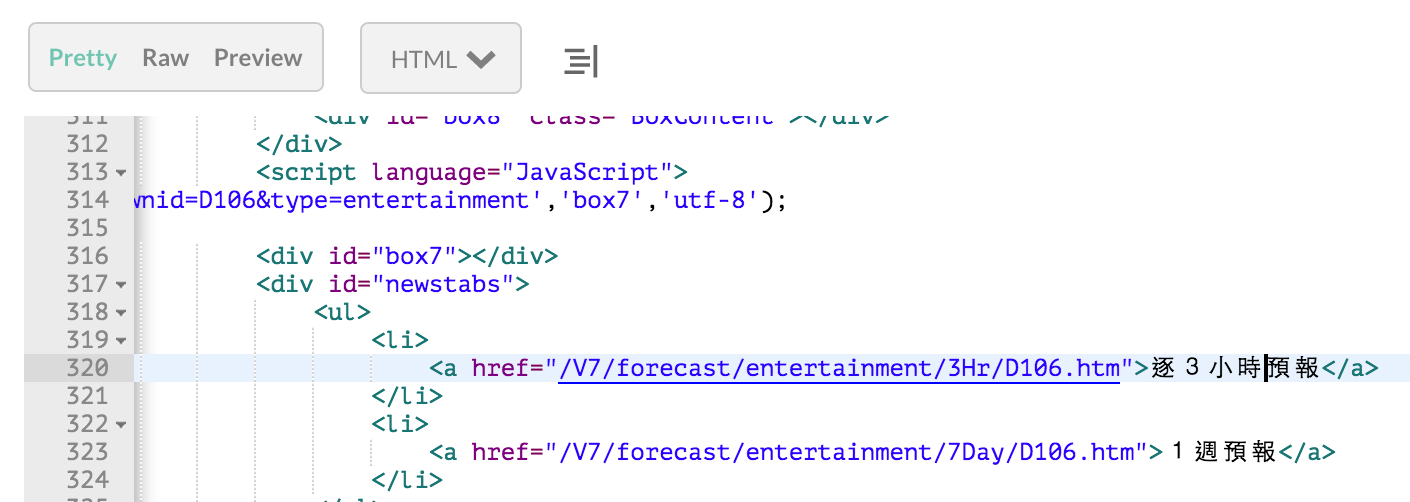 Pretty Raw Preview HTML
311 <div id="box8" class="boxContent"></div>
312 </div>
313 <script language="JavaScript">
314 wnid=D106&type=entertainment','box7','utf-8');
315
316 <div id="box7"></div>
317 <div id="newstabs">
318 <ul>
319 <li>
320 <a href="/V7/forecast/entertainment/3Hr/D106.htm">逐３小時預報</a>
321 </li>
322 <li>
323 <a href="/V7/forecast/entertainment/7Day/D106.htm">１週預報</a>
324 </li>